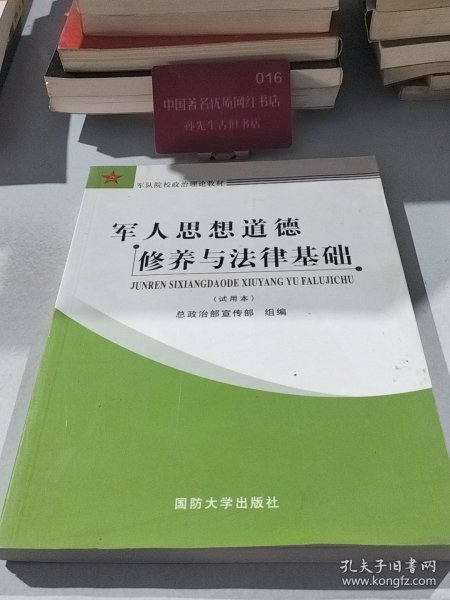 016
中国著名优质网红书店
孙先生古旧书店
军队院校政治理论教材
军人思想道德
修养与法律基础
JUNREN SIXIANGDAODE XIUYANG YU FALUJICHU
(试用本)
总政治部宣传部 组编
国防大学出版社
孔夫子旧书网
www.kongfz.com